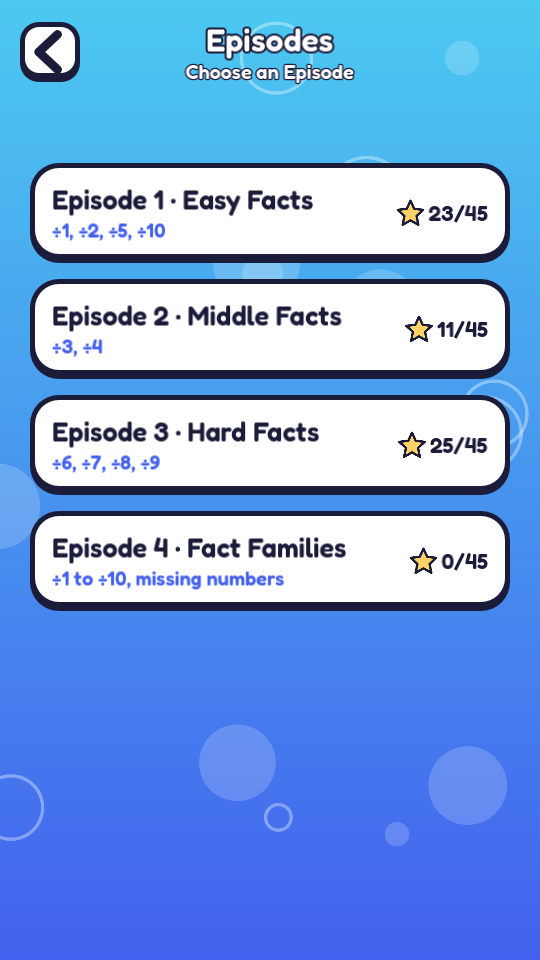 Episodes
Choose an Episode
Episode 1 · Easy Facts
÷1, ÷2, ÷5, ÷10
23/45
Episode 2 · Middle Facts
÷3, ÷4
11/45
Episode 3 · Hard Facts
÷6, ÷7, ÷8, ÷9
25/45
Episode 4 · Fact Families
÷1 to ÷10, missing numbers
0/45